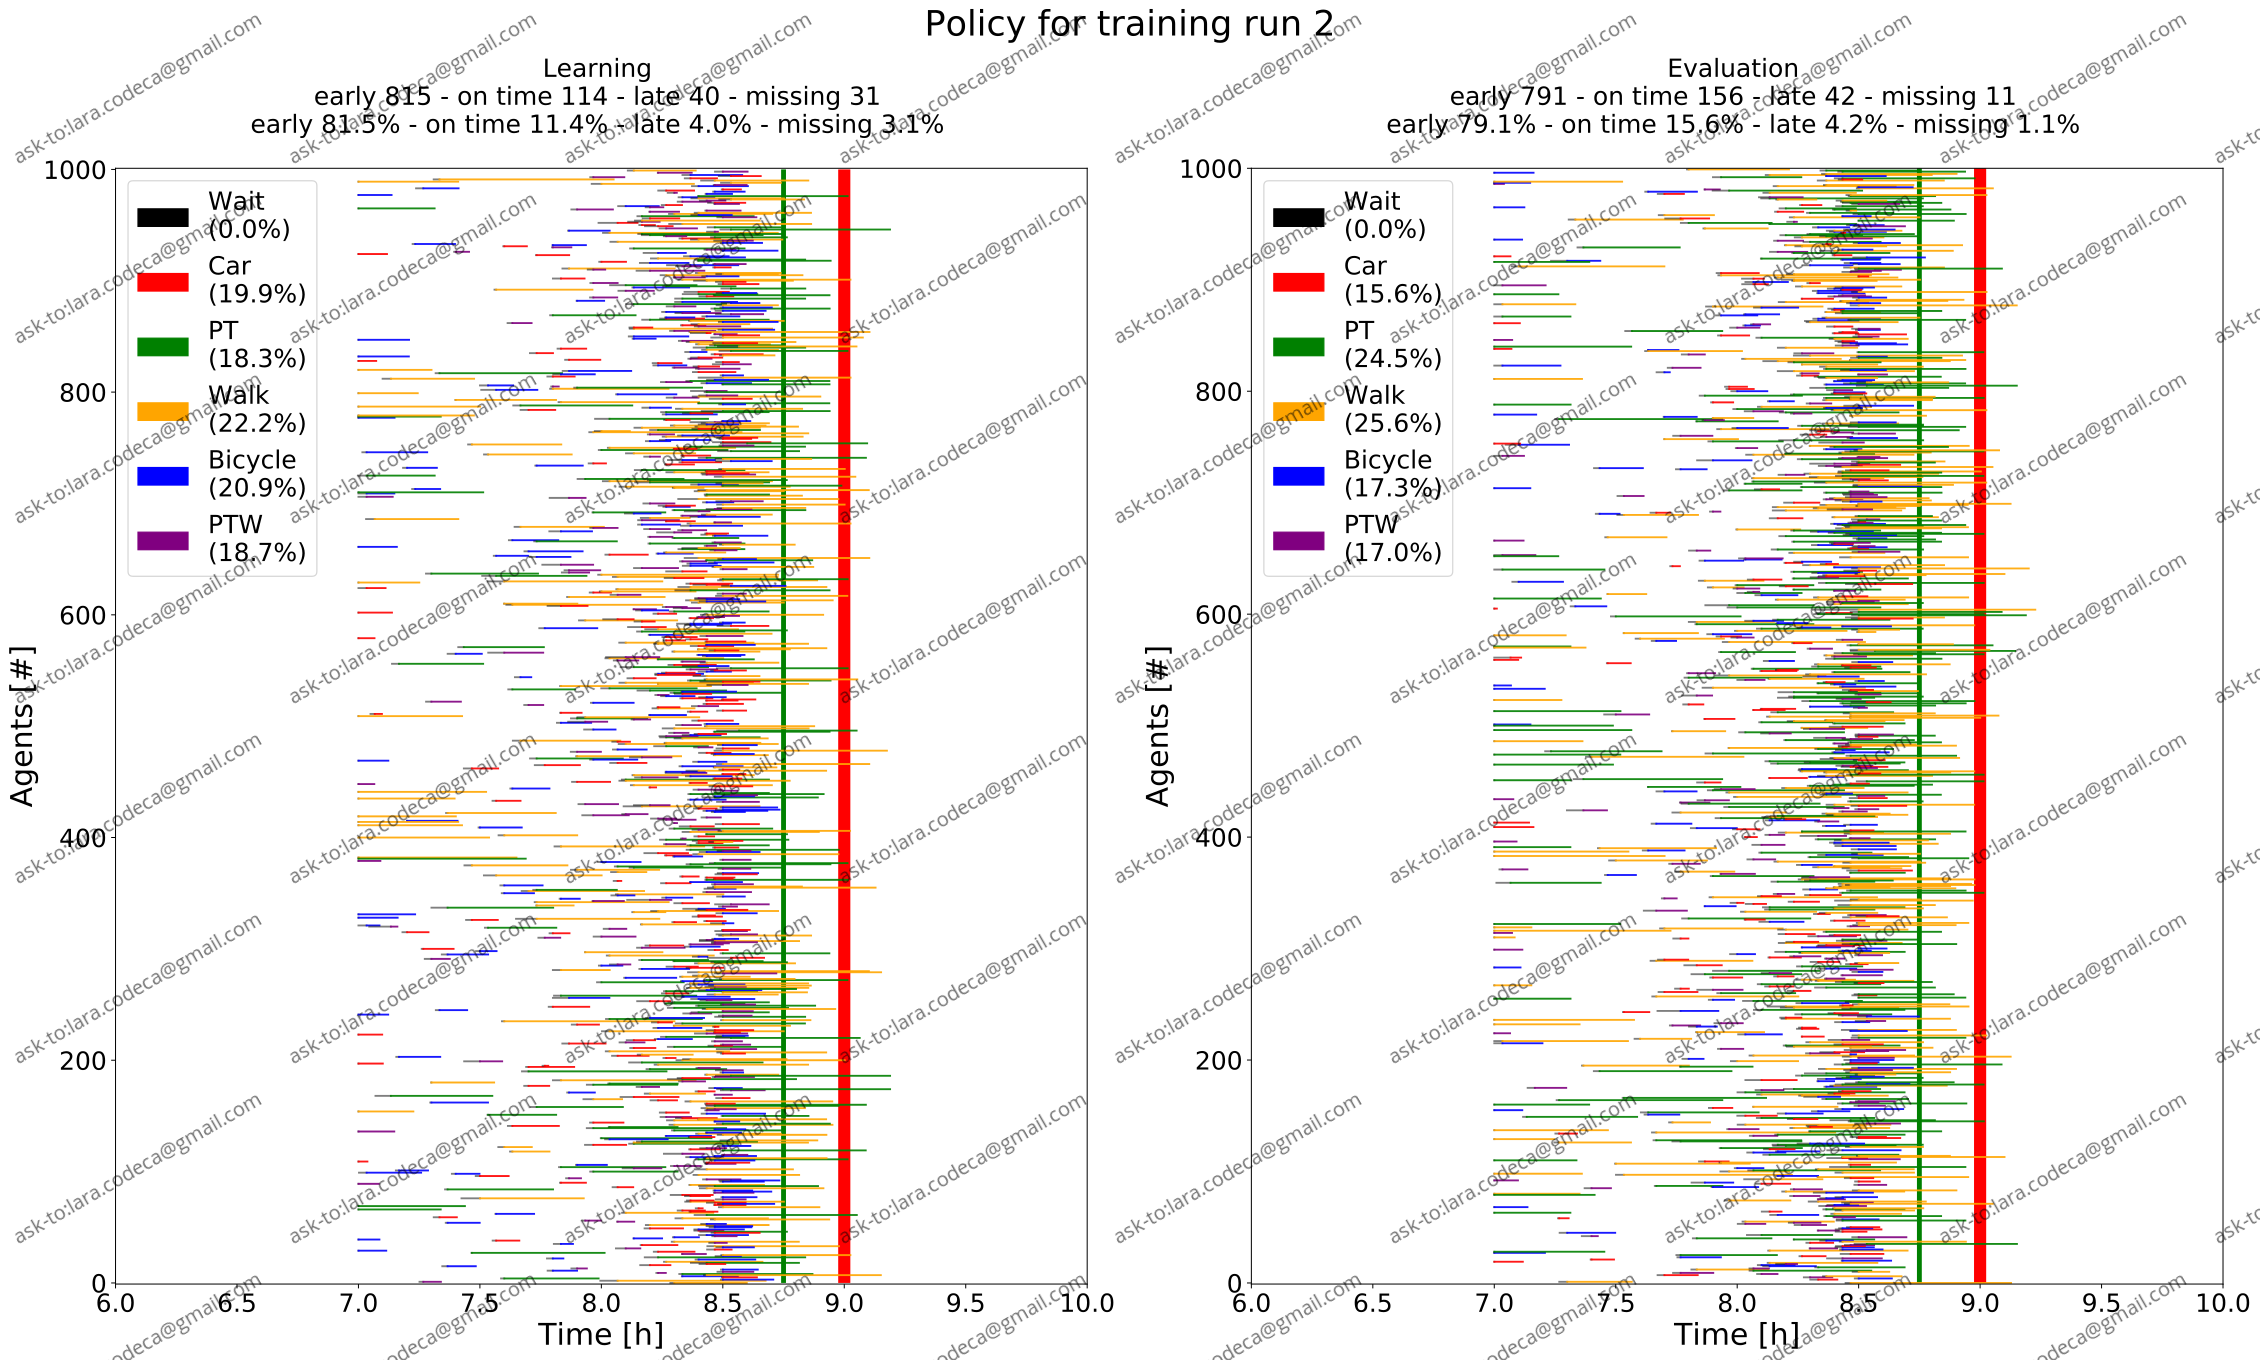 Policy for training run 2
Learning
early 815 - on time 114 - late 40 - missing 31
early 81.5% - on time 11.4% - late 4.0% - missing 3.1%
1000
800
600
400
200
0
Agents [#]
Wait
(0.0%)
Car
(19.9%)
PT
(18.3%)
Walk
(22.2%)
Bicycle
(20.9%)
PTW
(18.7%)
6.0 6.5 7.0 7.5 8.0 8.5 9.0 9.5 10.0
Time [h]
Evaluation
early 791 - on time 156 - late 42 - missing 11
early 79.1% - on time 15.6% - late 4.2% - missing 1.1%
1000
800
600
400
200
0
Agents [#]
Wait
(0.0%)
Car
(15.6%)
PT
(24.5%)
Walk
(25.6%)
Bicycle
(17.3%)
PTW
(17.0%)
6.0 6.5 7.0 7.5 8.0 8.5 9.0 9.5 10.0
Time [h]
ask-to:lara.codeca@gmail.com